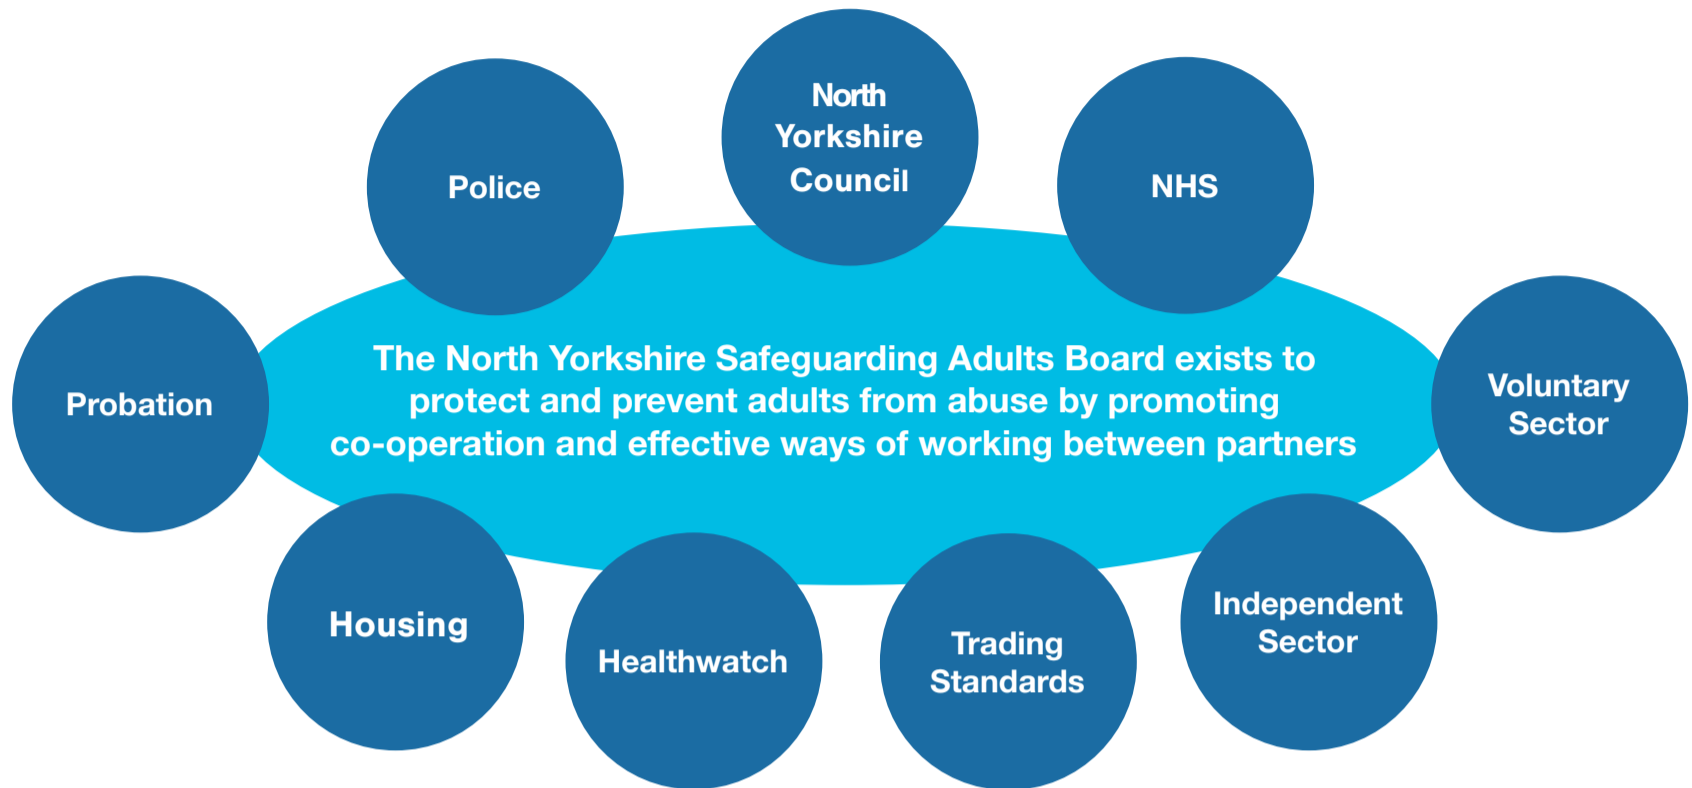 North
Yorkshire
Council
Police
NHS
Probation
The North Yorkshire Safeguarding Adults Board exists to
protect and prevent adults from abuse by promoting
co-operation and effective ways of working between partners
Voluntary
Sector
Housing
Healthwatch
Trading
Standards
Independent
Sector